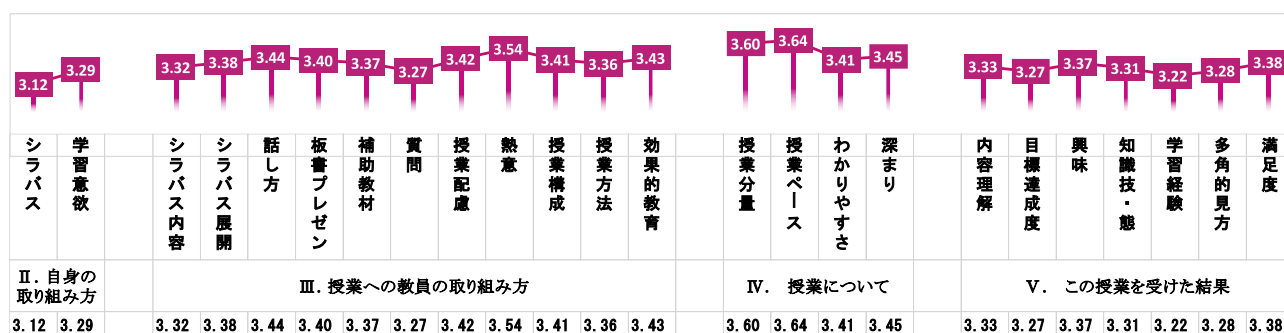 3.12 3.29 3.32 3.38 3.44 3.40 3.37 3.27 3.42 3.54 3.41 3.36 3.43 3.60 3.64 3.41 3.45 3.33 3.27 3.37 3.31 3.22 3.28 3.38
シラバス
学習意欲
シラバス内容
シラバス展開
話し方
板書プレゼン
補助教材
質問
授業配慮
熱意
授業構成
授業方法
効果的教育
授業分量
授業ペース
わかりやすさ
深まり
内容理解
目標達成度
興味
知識技・態
学習経験
多角的見方
満足度
Ⅱ．自身の
取り組み方
Ⅲ．授業への教員の取り組み方
Ⅳ． 授業について
Ⅴ． この授業を受けた結果
3.12 3.29 3.32 3.38 3.44 3.40 3.37 3.27 3.42 3.54 3.41 3.36 3.43 3.60 3.64 3.41 3.45 3.33 3.27 3.37 3.31 3.22 3.28 3.38